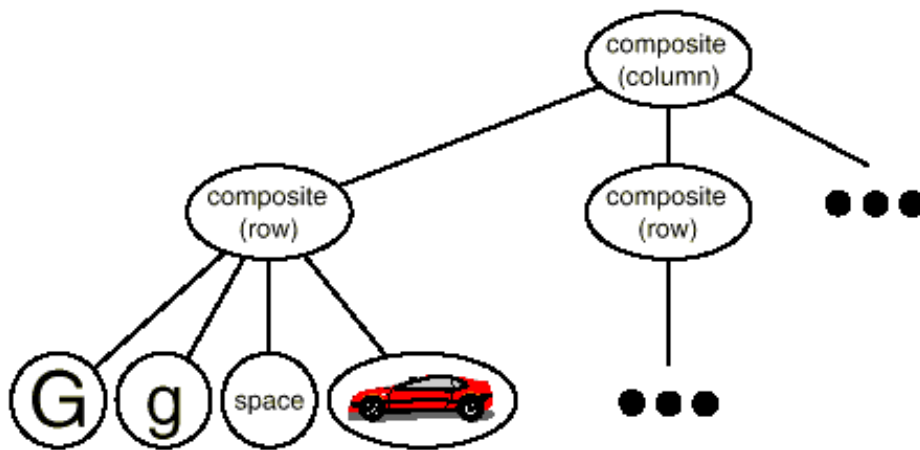 composite
(column)
composite
(row)
composite
(row)
G
g
space